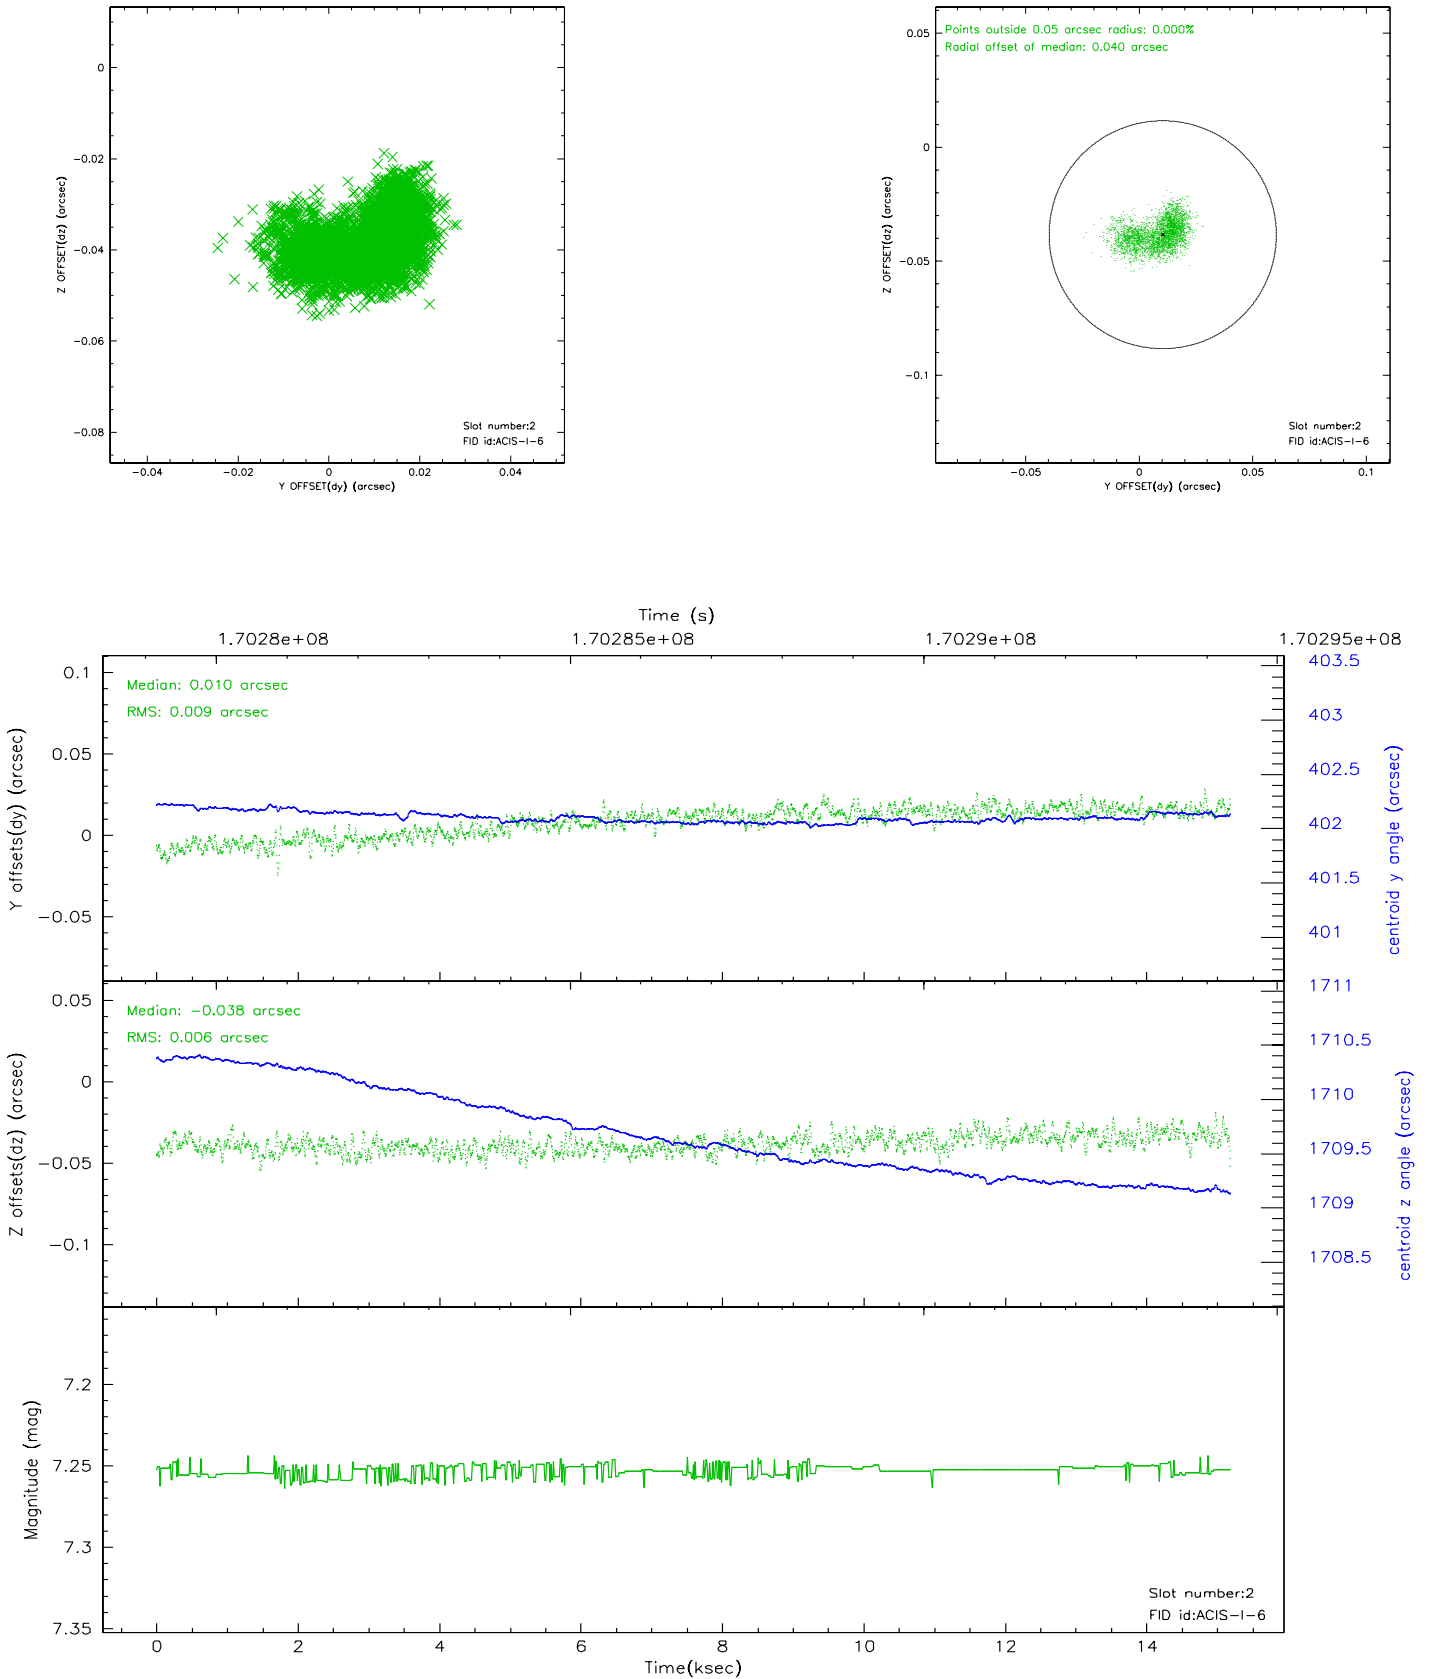 0
−0.02
−0.04
−0.06
−0.08
Z OFFSET(dz) (arcsec)
−0.04
−0.02
0
0.02
0.04
Y OFFSET(dy) (arcsec)
Slot number:2
FID id:ACIS−I−6
Points outside 0.05 arcsec radius: 0.000%
Radial offset of median: 0.040 arcsec
0.05
0
−0.05
−0.1
Z OFFSET(dz) (arcsec)
−0.05
0
0.05
0.1
Y OFFSET(dy) (arcsec)
Slot number:2
FID id:ACIS−I−6
Time (s)
1.7028e+08
1.70285e+08
1.7029e+08
1.70295e+08
Median: 0.010 arcsec
RMS: 0.009 arcsec
0.1
0.05
0
−0.05
Y offsets(dy) (arcsec)
403.5
403
402.5
402
401.5
401
centroid y angle (arcsec)
Median: −0.038 arcsec
RMS: 0.006 arcsec
0.05
0
−0.05
−0.1
Z offsets(dz) (arcsec)
1711
1710.5
1710
1709.5
1709
1708.5
centroid z angle (arcsec)
7.2
7.25
7.3
7.35
Magnitude (mag)
Slot number:2
FID id:ACIS−I−6
0
2
4
6
8
10
12
14
Time(ksec)